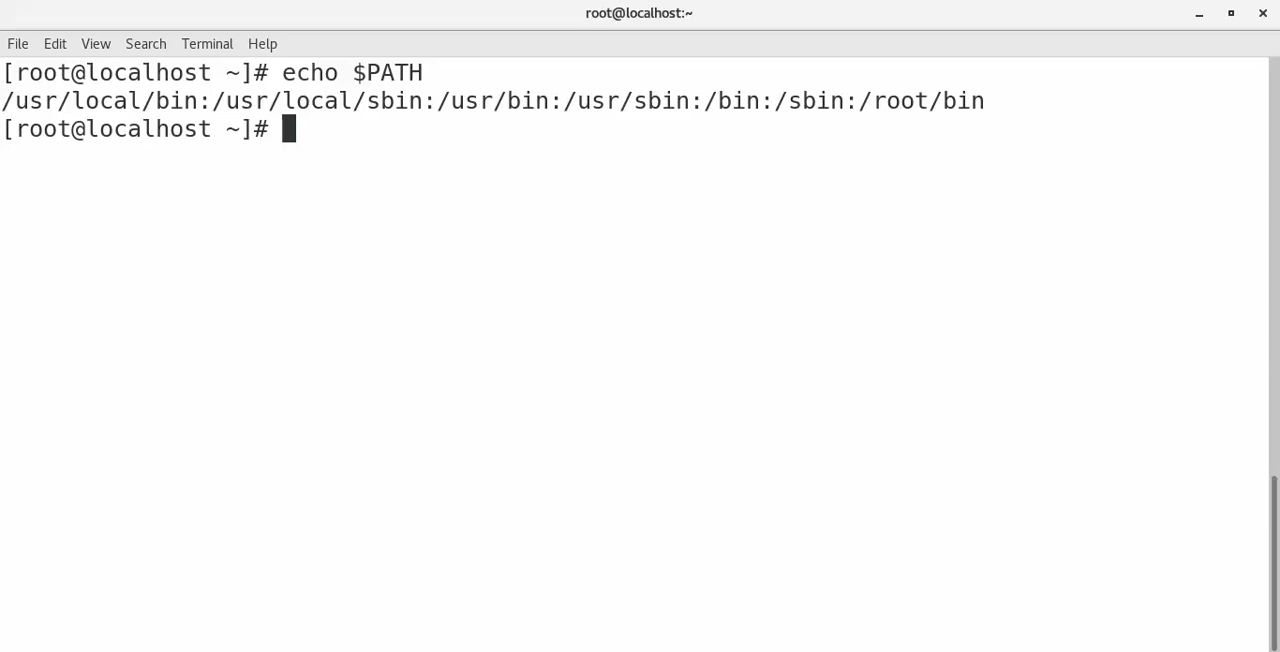 root@localhost:~
File Edit View Search Terminal Help
[root@localhost ~]# echo $PATH
/usr/local/bin:/usr/local/sbin:/usr/bin:/usr/sbin:/bin:/sbin:/root/bin
[root@localhost ~]#